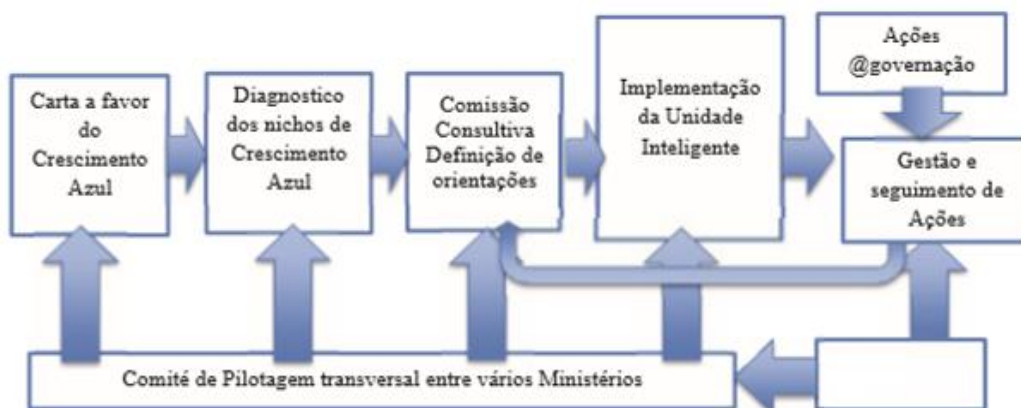 Carta a favor
do
Crescimento
Azul
Diagnostico
dos nichos de
Crescimento
Azul
Comissão
Consultiva
Definição de
orientações
Implementação
da Unidade
Inteligente
Ações
@governação
Gestão e
seguimento de
Ações
Comité de Pilotagem transversal entre vários Ministérios